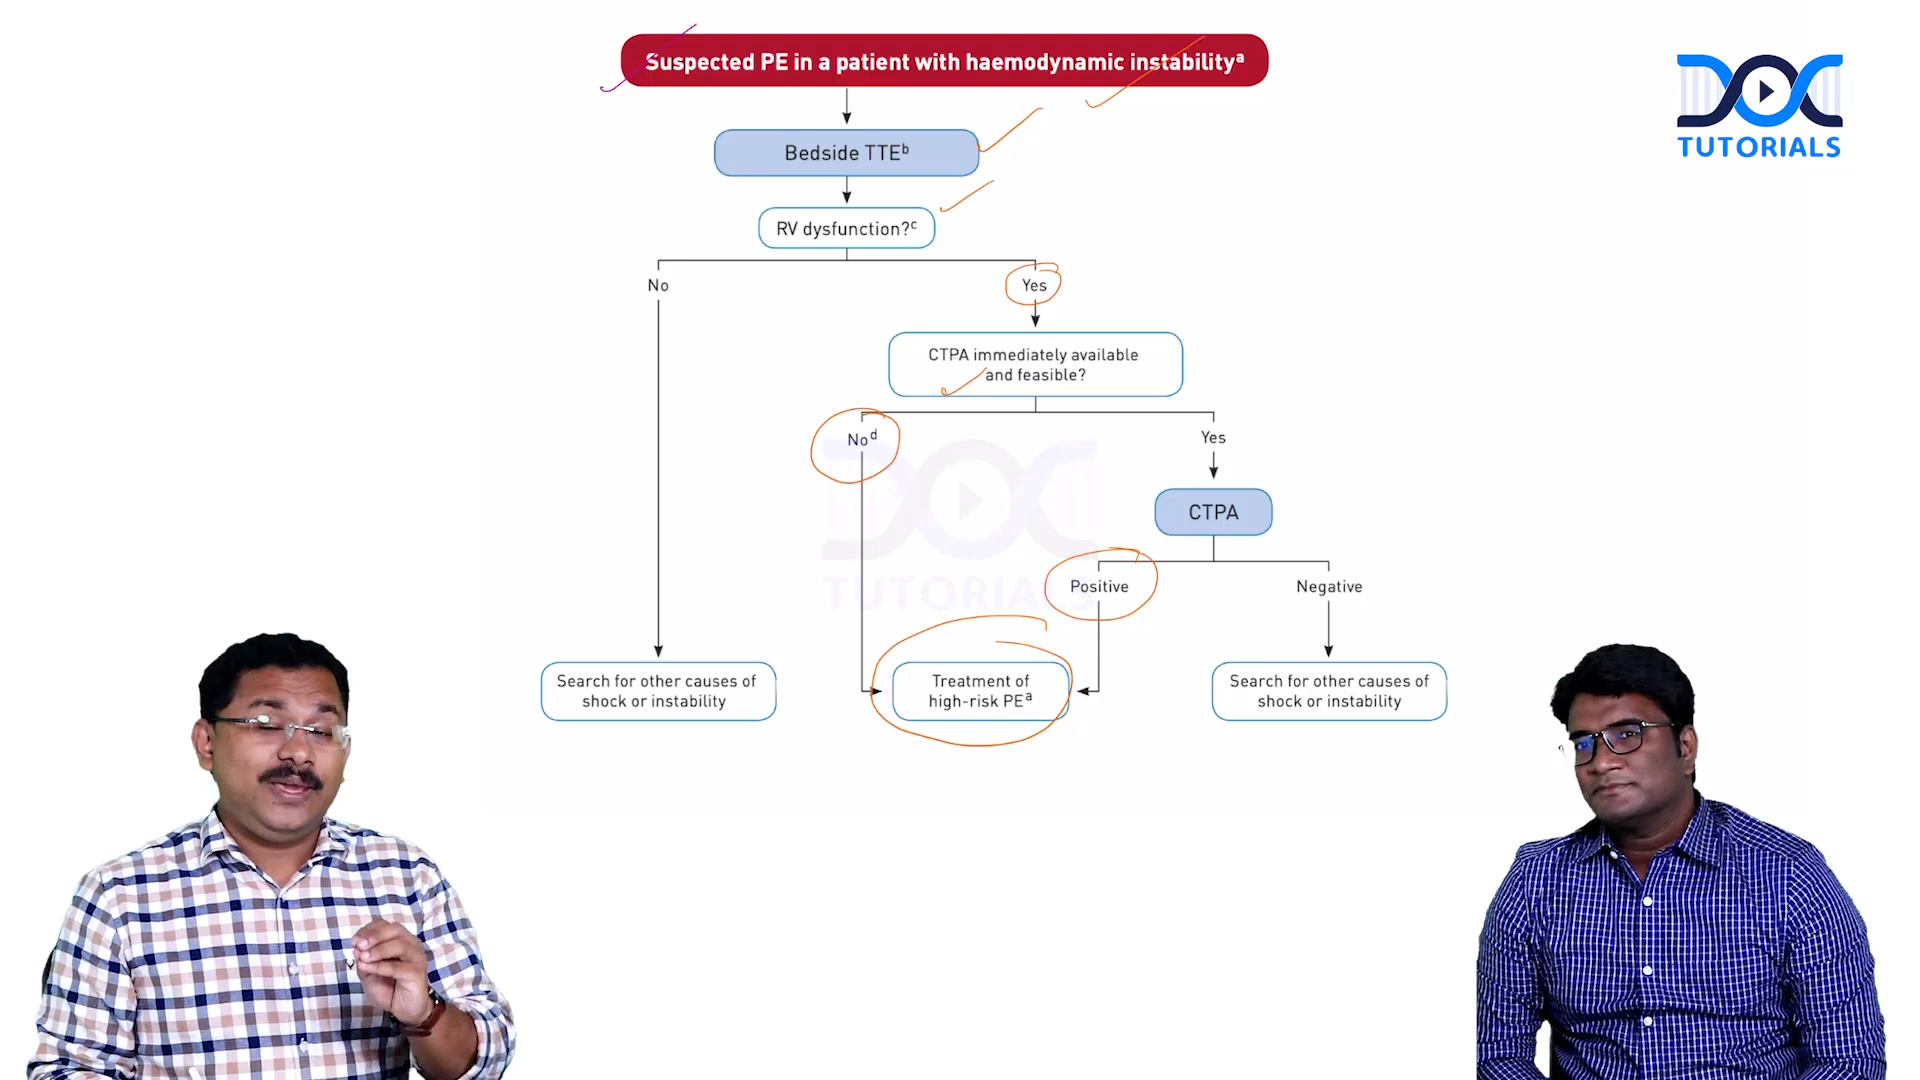 Suspected PE in a patient with haemodynamic instabilityᵃ
DOC
TUTORIALS
Bedside TTEᵇ
RV dysfunction?ᶜ
No
Yes
CTPA immediately available
and feasible?
Noᵈ
Yes
DOC
TUTORIALS
CTPA
Positive
Negative
Search for other causes of
shock or instability
Treatment of
high-risk PEᵃ
Search for other causes of
shock or instability